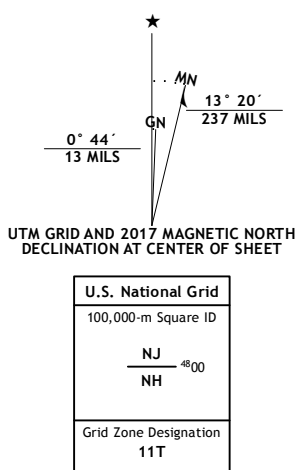 MN
GN
0° 44´
13 MILS
13° 20´
237 MILS
UTM GRID AND 2017 MAGNETIC NORTH
DECLINATION AT CENTER OF SHEET
U.S. National Grid
100,000-m Square ID
NJ
4800
NH
Grid Zone Designation
11T